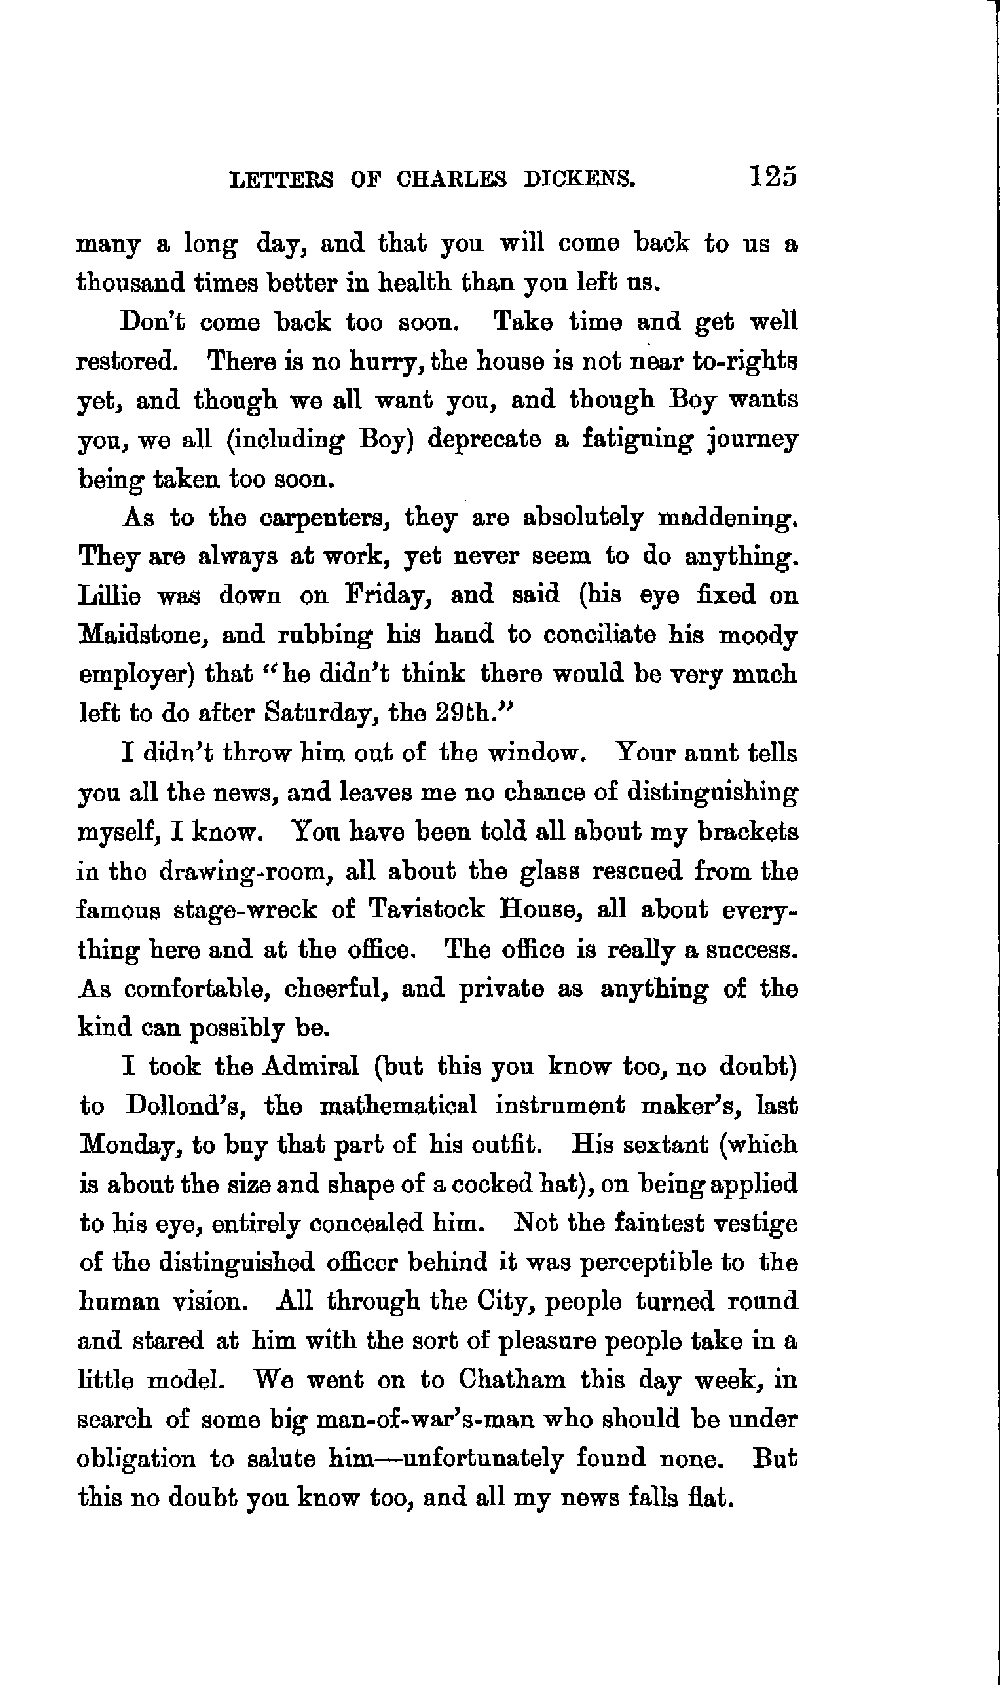 LETTERS OF CHARLES DICKENS. 125
many a long day, and that you will come back to us a
thousand times better in health than you left us.
Don't come back too soon. Take time and get well
restored. There is no hurry, the house is not near to-rights
yet, and though we all want you, and though Boy wants
you, we all (including Boy) deprecate a fatiguing journey
being taken too soon.
As to the carpenters, they are absolutely maddening.
They are always at work, yet never seem to do anything.
Lillie was down on Friday, and said (his eye fixed on
Maidstone, and rubbing his hand to conciliate his moody
employer) that “he didn't think there would be very much
left to do after Saturday, the 29th.”
I didn't throw him out of the window. Your aunt tells
you all the news, and leaves me no chance of distinguishing
myself, I know. You have been told all about my brackets
in the drawing-room, all about the glass rescued from the
famous stage-wreck of Tavistock House, all about every-
thing here and at the office. The office is really a success.
As comfortable, cheerful, and private as anything of the
kind can possibly be.
I took the Admiral (but this you know too, no doubt)
to Dollond's, the mathematical instrument maker's, last
Monday, to buy that part of his outfit. His sextant (which
is about the size and shape of a cocked hat), on being applied
to his eye, entirely concealed him. Not the faintest vestige
of the distinguished officer behind it was perceptible to the
human vision. All through the City, people turned round
and stared at him with the sort of pleasure people take in a
little model. We went on to Chatham this day week, in
search of some big man-of-war's-man who should be under
obligation to salute him—unfortunately found none. But
this no doubt you know too, and all my news falls flat.